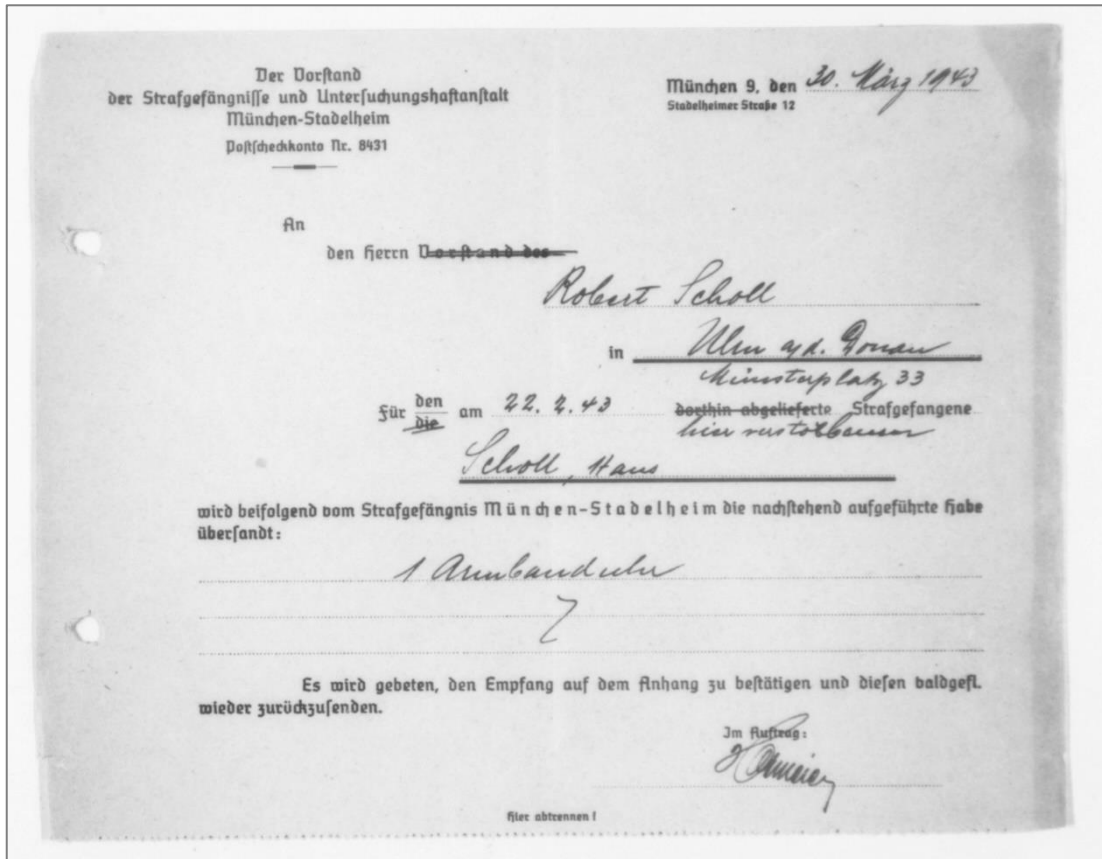 Der Vorstand
der Strafgefängnisse und Untersuchungshaftanstalt
München-Stadelheim
Postscheckkonto Nr. 8431
München 9, den 30. März 1943
Stadelheimer Straße 12
An
den Herrn Vorstand des
Robert Scholl
in Ulm a/d. Donau
Münsterplatz 33
Für den am 22. 2. 43 dorthin abgelieferte Strafgefangene
die hier verstorbenen
Scholl, Hans
wird beifolgend vom Strafgefängnis München-Stadelheim die nachstehend aufgeführte Habe
übersandt:
1 Armbanduhr
Es wird gebeten, den Empfang auf dem Anhang zu bestätigen und diesen baldgefl.
wieder zurückzusenden.
Im Auftrag:
Hier abtrennen!